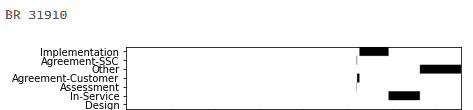 BR 31910
Implementation
Agreement-SSC
Other
Agreement-Customer
Assessment
In-Service
Design